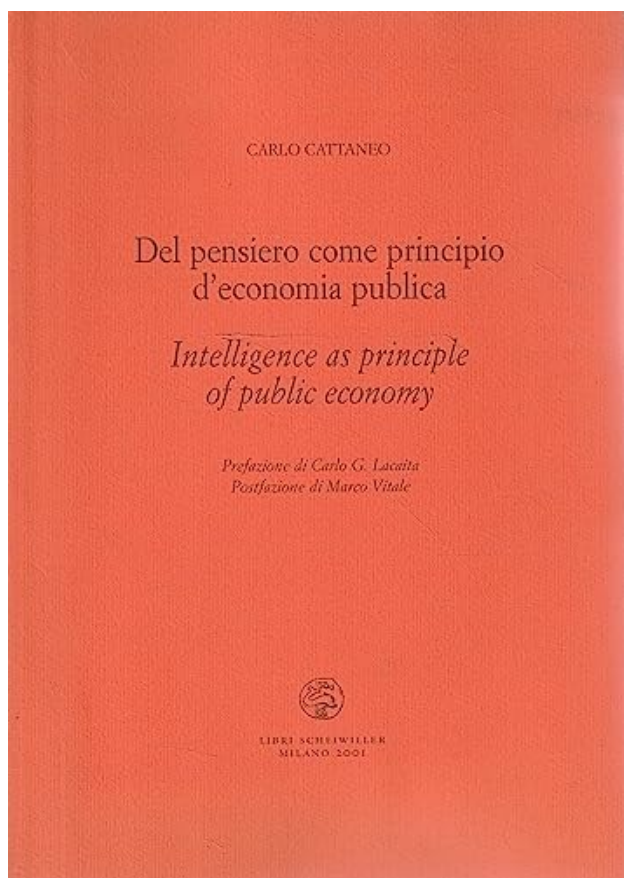 CARLO CATTANEO
Del pensiero come principio
d'economia publica
Intelligence as principle
of public economy
Prefazione di Carlo G. Lacaita
Postfazione di Marco Vitale
LIBRI SCHEIWILLER
MILANO 2001